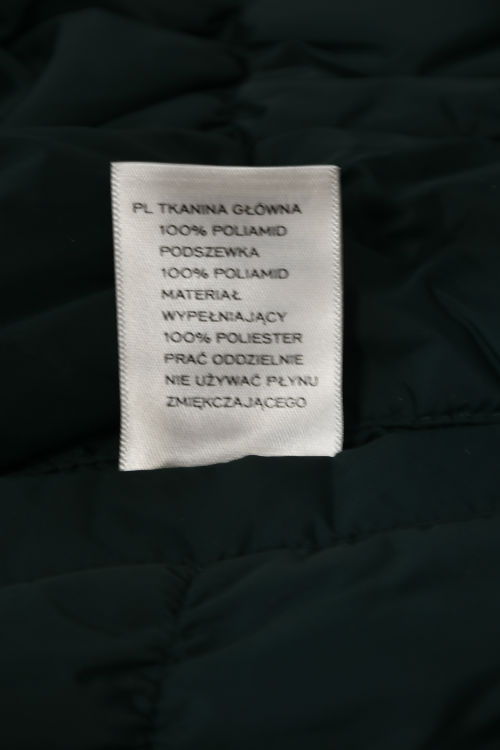 PL TKANINA GŁÓWNA
100% POLIAMID
PODSZEWKA
100% POLIAMID
MATERIAŁ
WYPEŁNIAJĄCY
100% POLIESTER
PRAĆ ODDZIELNIE
NIE UŻYWAĆ PŁYNU
ZMIĘKCZAJĄCEGO